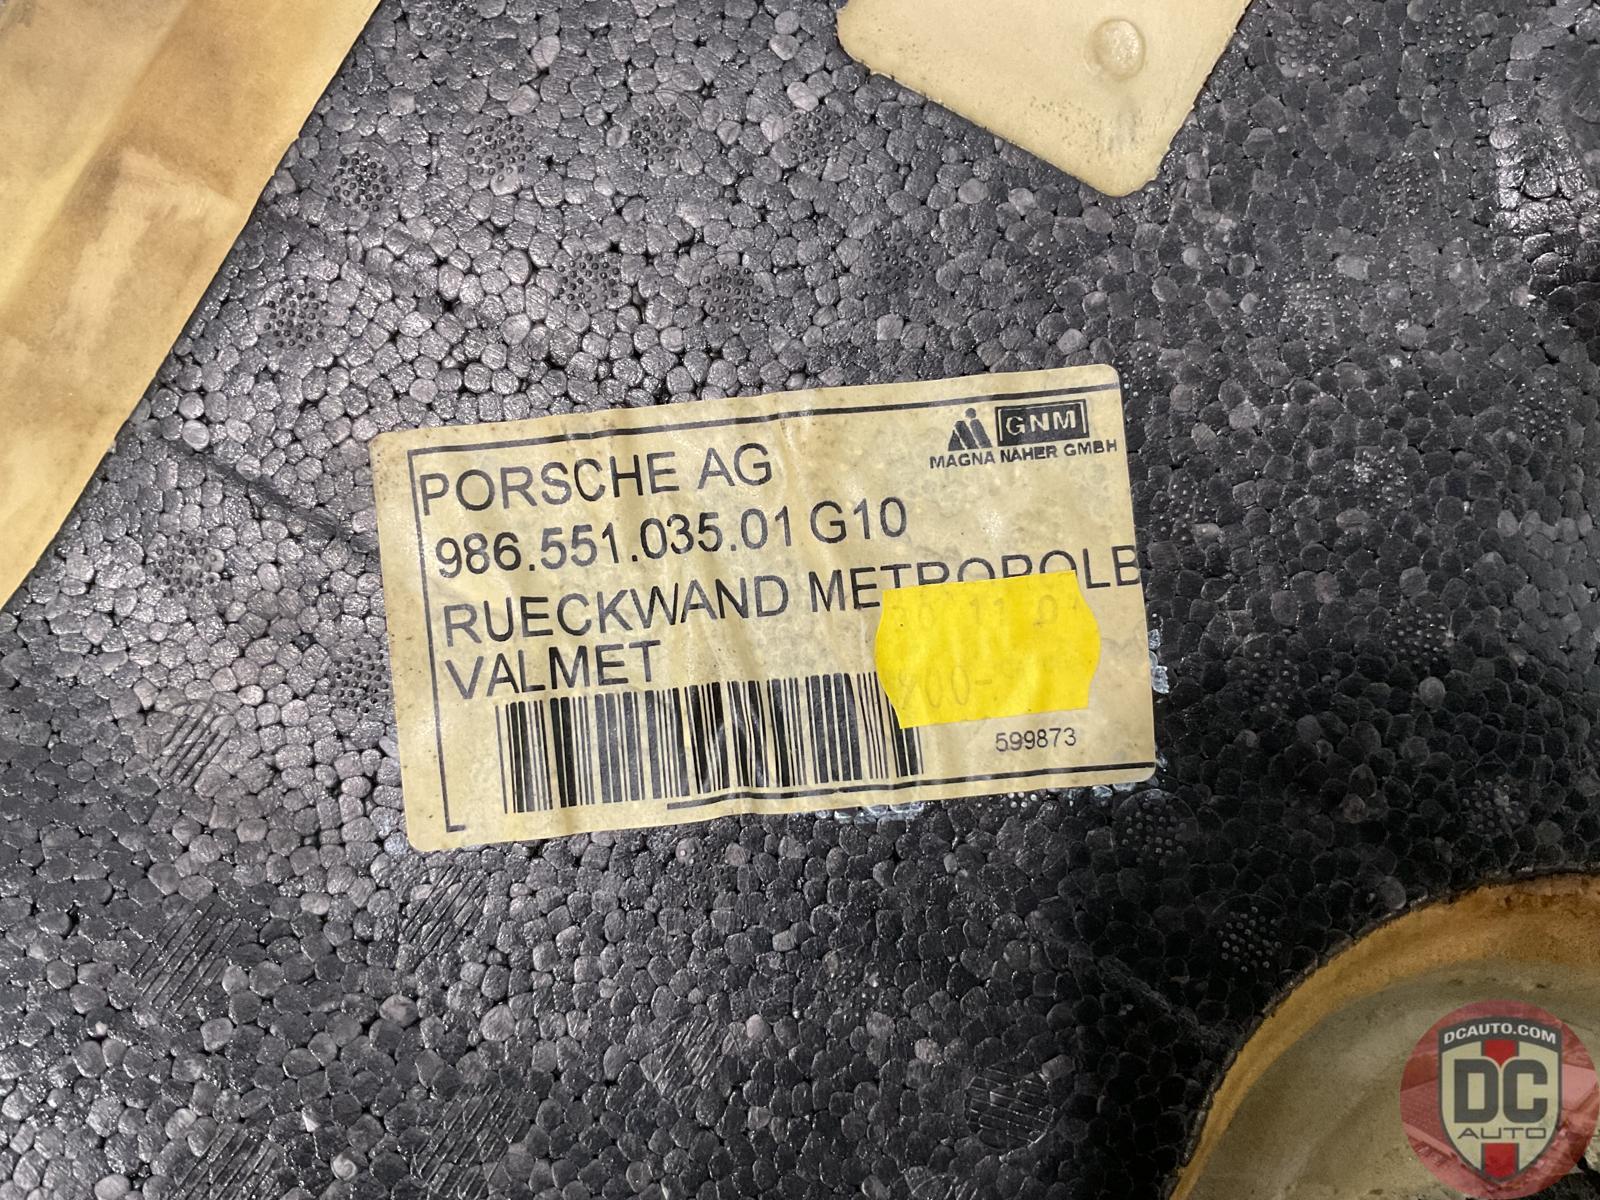 GNM
MAGNA NAHER GMBH
PORSCHE AG
986.551.035.01 G10
RUECKWAND METROPOLB
VALMET
599873
DCAUTO.COM
DC
AUTO